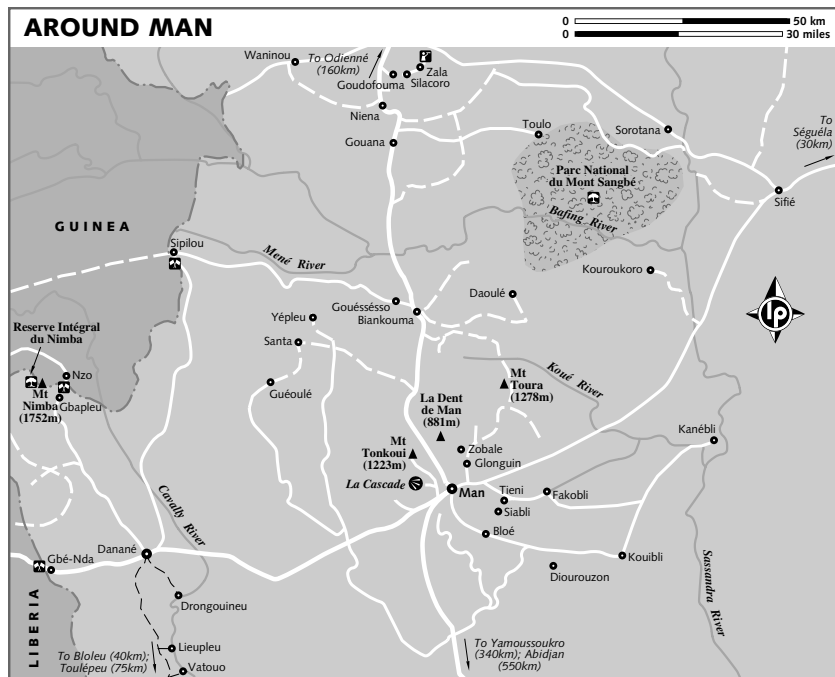 AROUND MAN
0 50 km
0 30 miles
To Odienné
(160km)
Waninou
Zala
Goudofouma
Silacoro
Niena
Gouana
Toulo
Sorotana
To
Séguéla
(30km)
Parc National
du Mont Sangbé
Sifié
Bafing River
GUINEA
Sipilou
Mené River
Kouroukoro
Daoulé
Gouéssésso
Biankouma
Yépleu
Santa
Reserve Intégral
du Nimba
Nzo
Mt
Nimba
(1752m)
Gbapleu
Guéoulé
Mt
Toura
(1278m)
Koué River
lp
La Dent
de Man
(881m)
Kanébli
Mt
Tonkoui
(1223m)
Zobale
Glonguin
La Cascade
Man
Tieni
Fakobli
Siabli
Bloé
Cavally River
Danané
Gbé-Nda
Kouibli
Diourouzon
Sassandra River
Drongouineu
LIBERIA
Lieupleu
To Bloleu (40km);
Toulépeu (75km)
Vatouo
To Yamoussoukro
(340km); Abidjan
(550km)